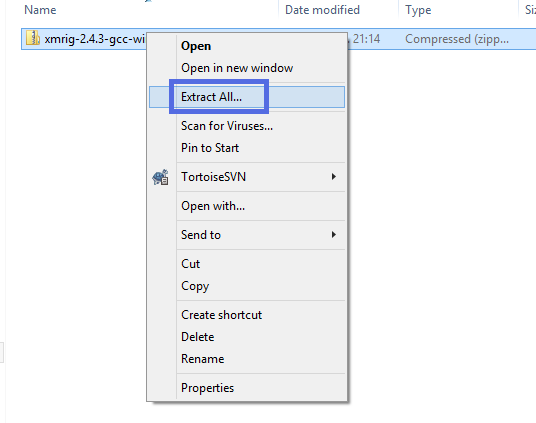 Name Date modified Type S
xmrig-2.4.3-gcc-wi 21:14 Compressed (zipp...
Open
Open in new window
Extract All...
Scan for Viruses...
Pin to Start
TortoiseSVN
Open with...
Send to
Cut
Copy
Create shortcut
Delete
Rename
Properties